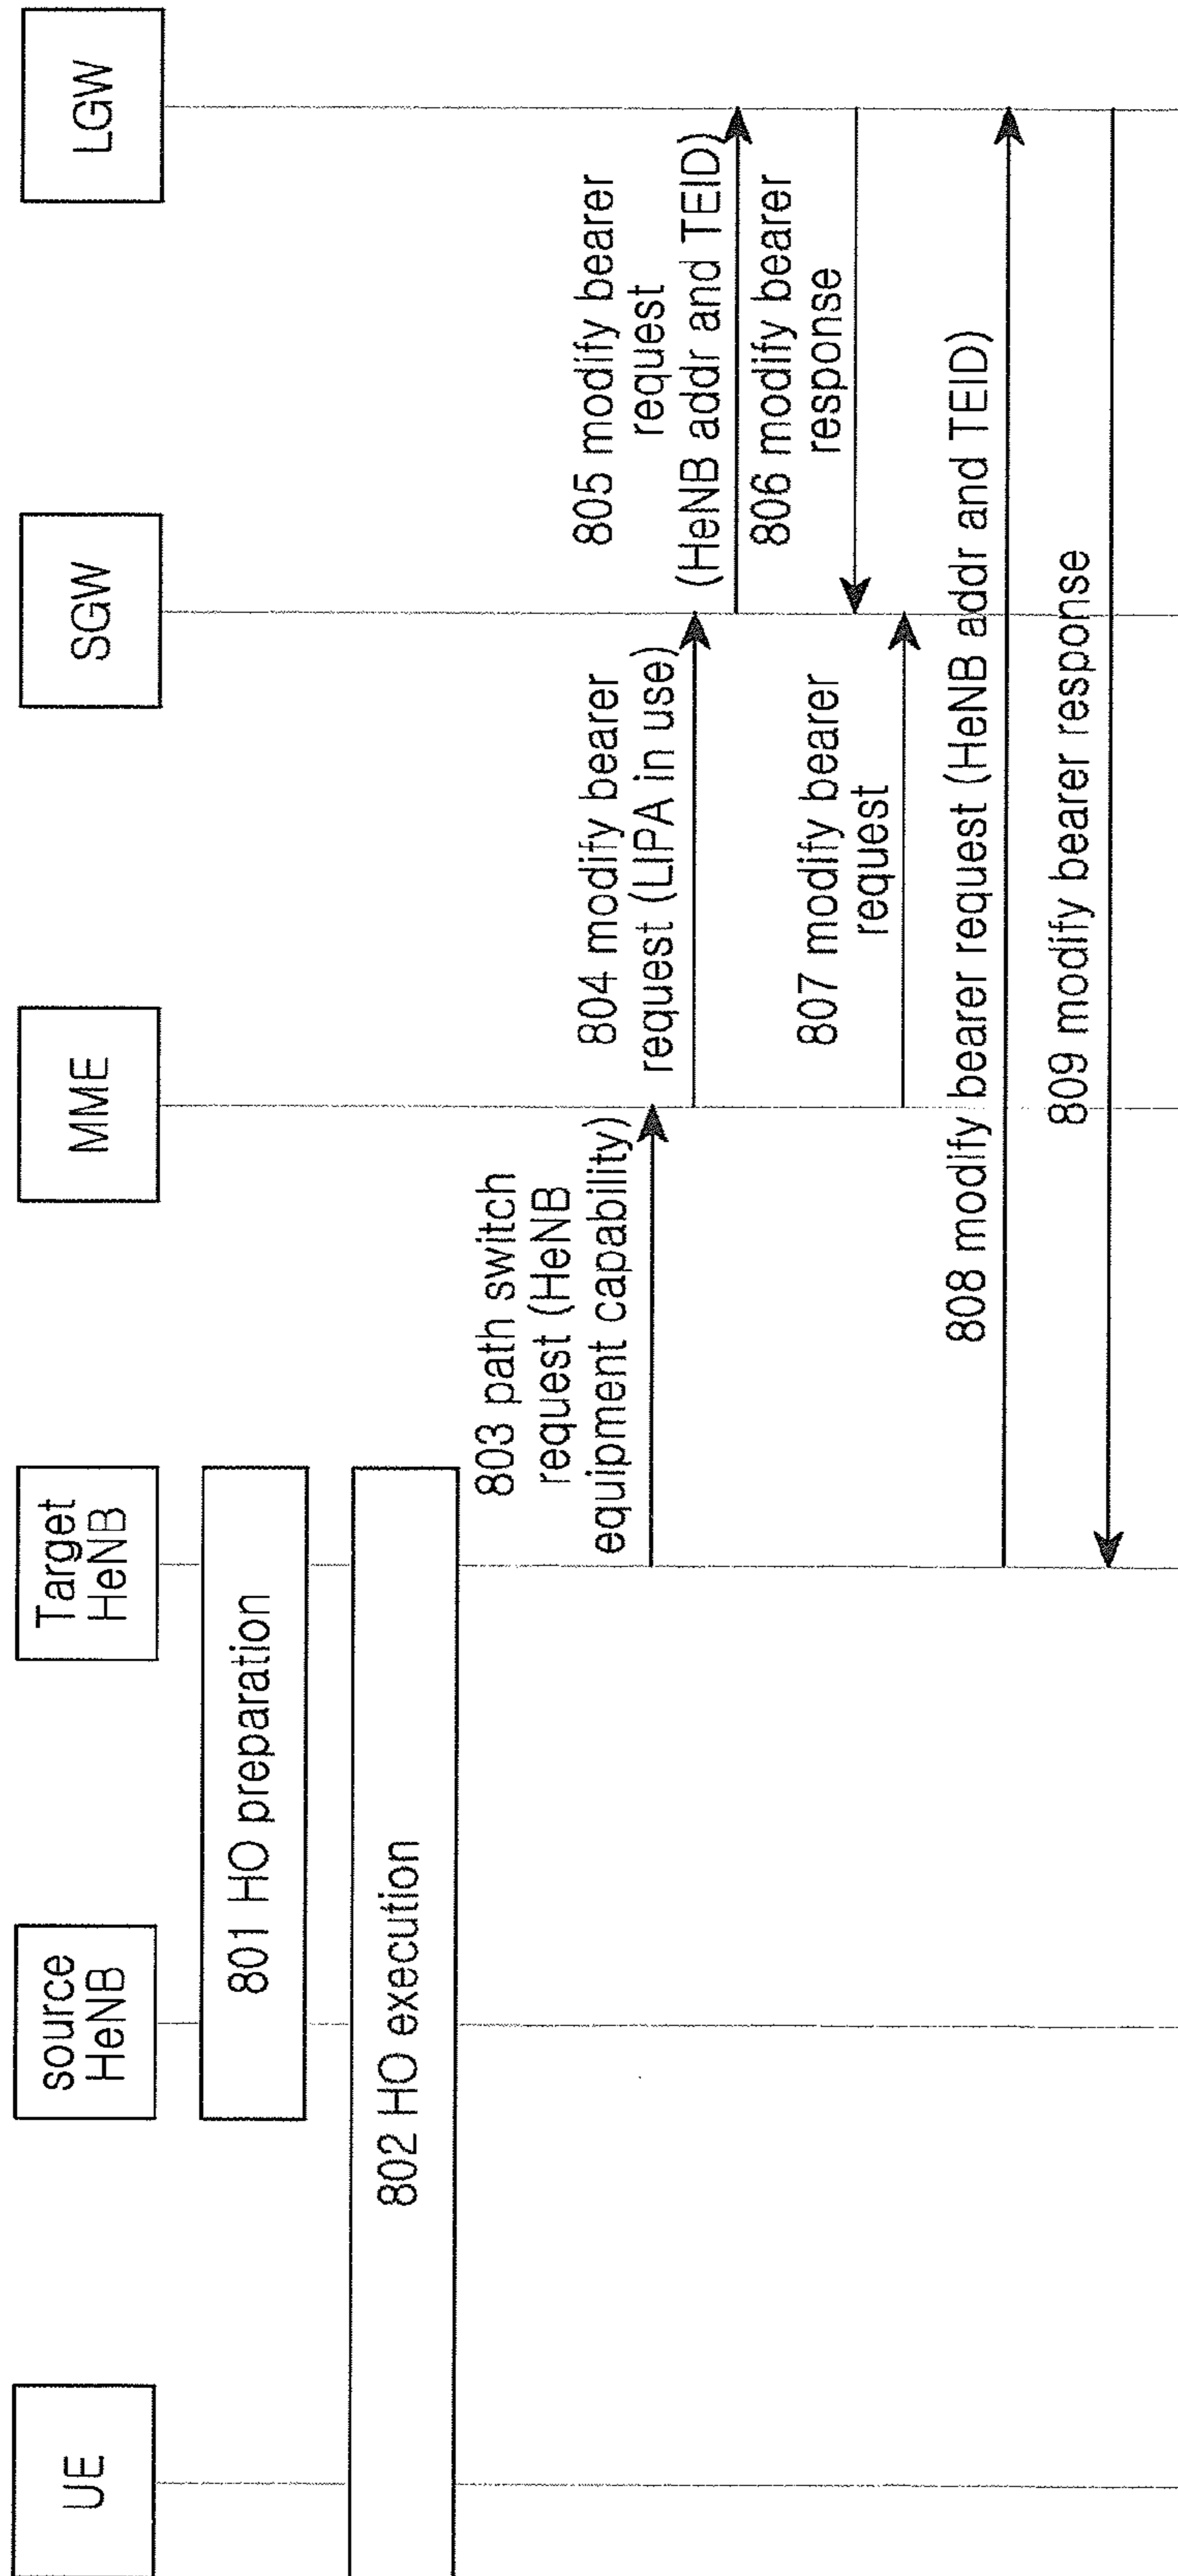 UE
source
HeNB
Target
HeNB
MME
SGW
LGW
801 HO preparation
802 HO execution
803 path switch
request (HeNB
equipment capability)
804 modify bearer
request (LIPA in use)
805 modify bearer
request
(HeNB addr and TEID)
806 modify bearer
response
807 modify bearer
request
808 modify bearer request (HeNB addr and TEID)
809 modify bearer response